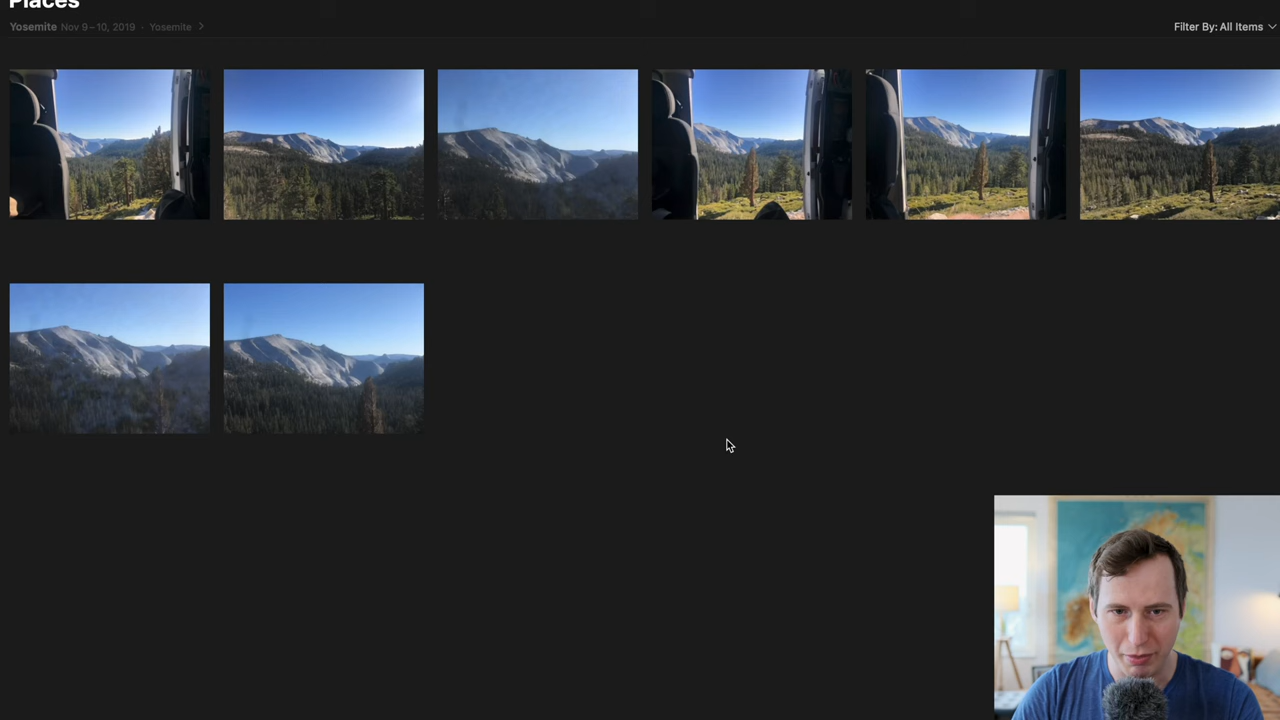 Places
Yosemite Nov 9–10, 2019 · Yosemite
Filter By: All Items